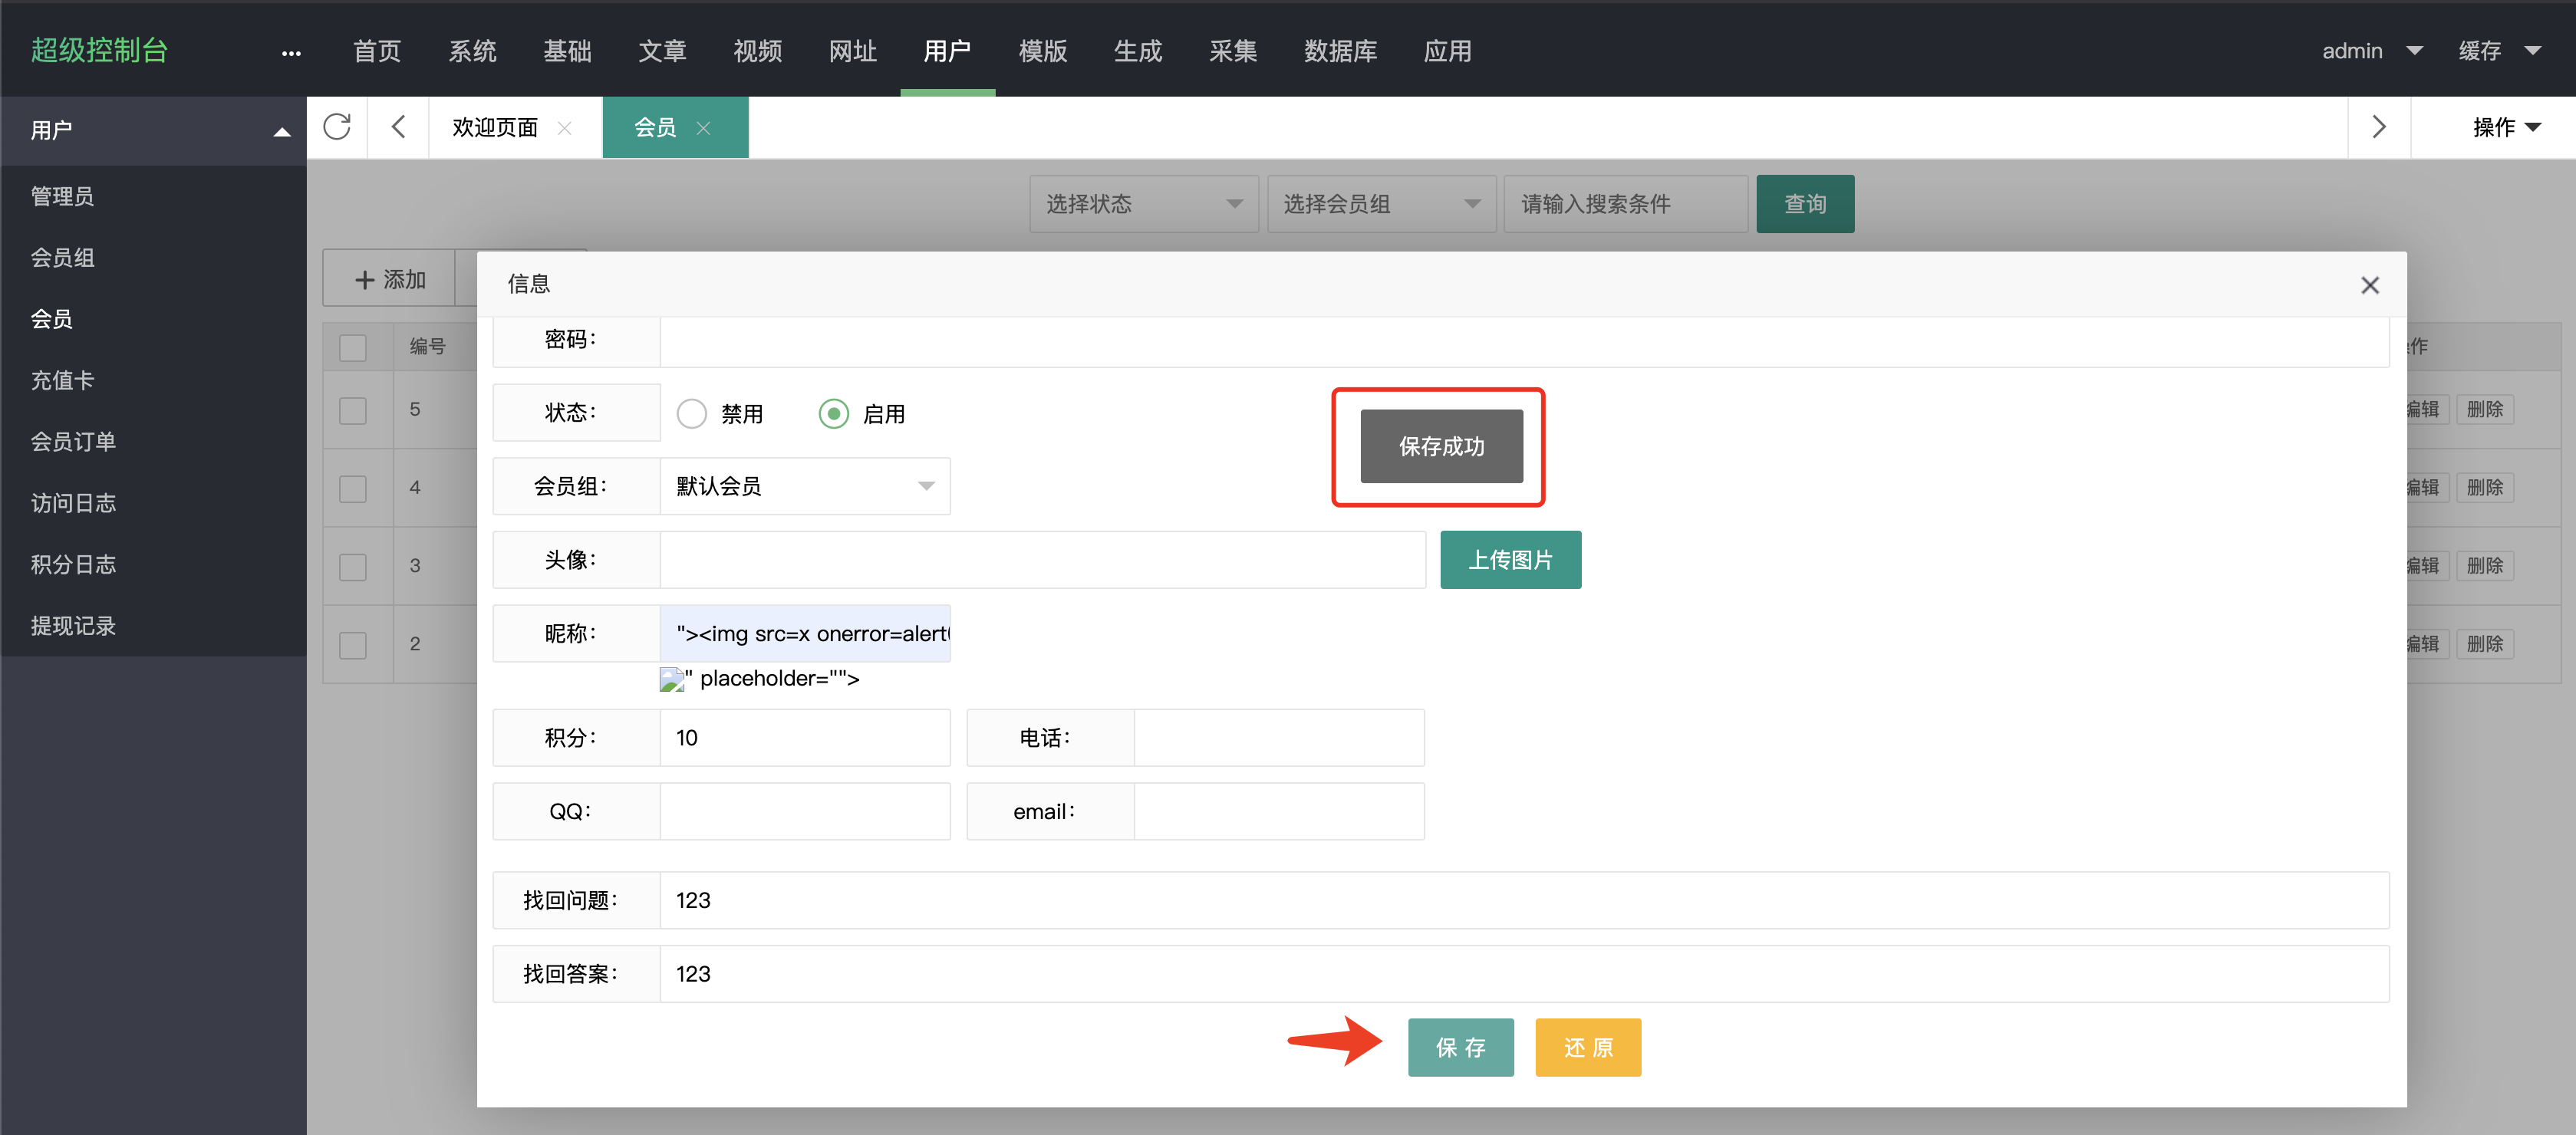 超级控制台 ... 首页 系统 基础 文章 视频 网址 用户 模版 生成 采集 数据库 应用 admin 缓存
用户
欢迎页面 会员 操作
管理员
会员组
会员
充值卡
会员订单
访问日志
积分日志
提现记录
选择状态 选择会员组 请输入搜索条件 查询
添加
编号
5 编辑 删除
4 编辑 删除
3 编辑 删除
2 编辑 删除
信息
密码：
状态： 禁用 启用
保存成功
会员组： 默认会员
头像： 上传图片
昵称： "><img src=x onerror=alert(
" placeholder="">
积分： 10 电话：
QQ： email：
找回问题： 123
找回答案： 123
保 存 还 原